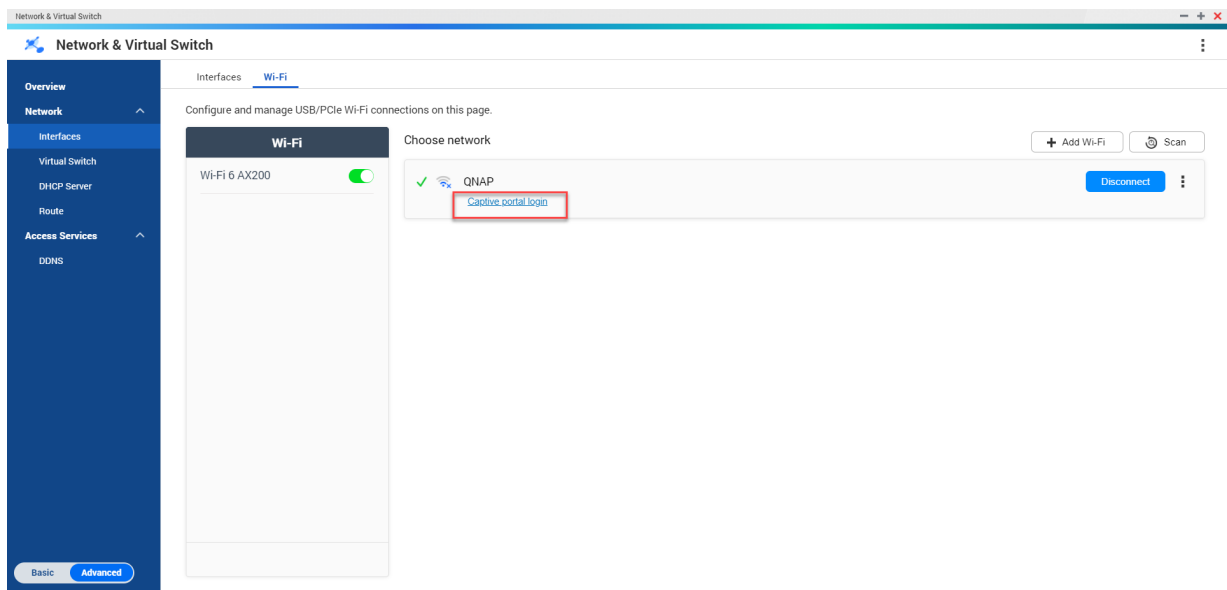 Network & Virtual Switch
Network & Virtual Switch
Overview
Network
Interfaces
Virtual Switch
DHCP Server
Route
Access Services
DDNS
Basic Advanced
Interfaces Wi-Fi
Configure and manage USB/PCIe Wi-Fi connections on this page.
Wi-Fi
Wi-Fi 6 AX200
Choose network
Add Wi-Fi Scan
QNAP
Captive portal login
Disconnect